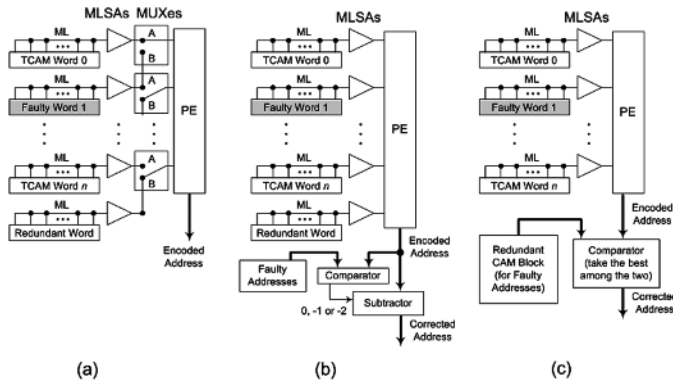 MLSAs MUXes
ML
A
TCAM Word 0
B
ML
A
Faulty Word 1
B
PE
ML
A
TCAM Word n
B
ML
Redundant Word
Encoded
Address
(a)
MLSAs
ML
TCAM Word 0
ML
Faulty Word 1
PE
ML
TCAM Word n
ML
Redundant Word
Encoded
Address
Faulty
Addresses
Comparator
0, -1 or -2
Subtractor
Corrected
Address
(b)
MLSAs
ML
TCAM Word 0
ML
Faulty Word 1
PE
ML
TCAM Word n
Encoded
Address
Redundant
CAM Block
(for Faulty
Addresses)
Comparator
(take the best
among the two)
Corrected
Address
(c)